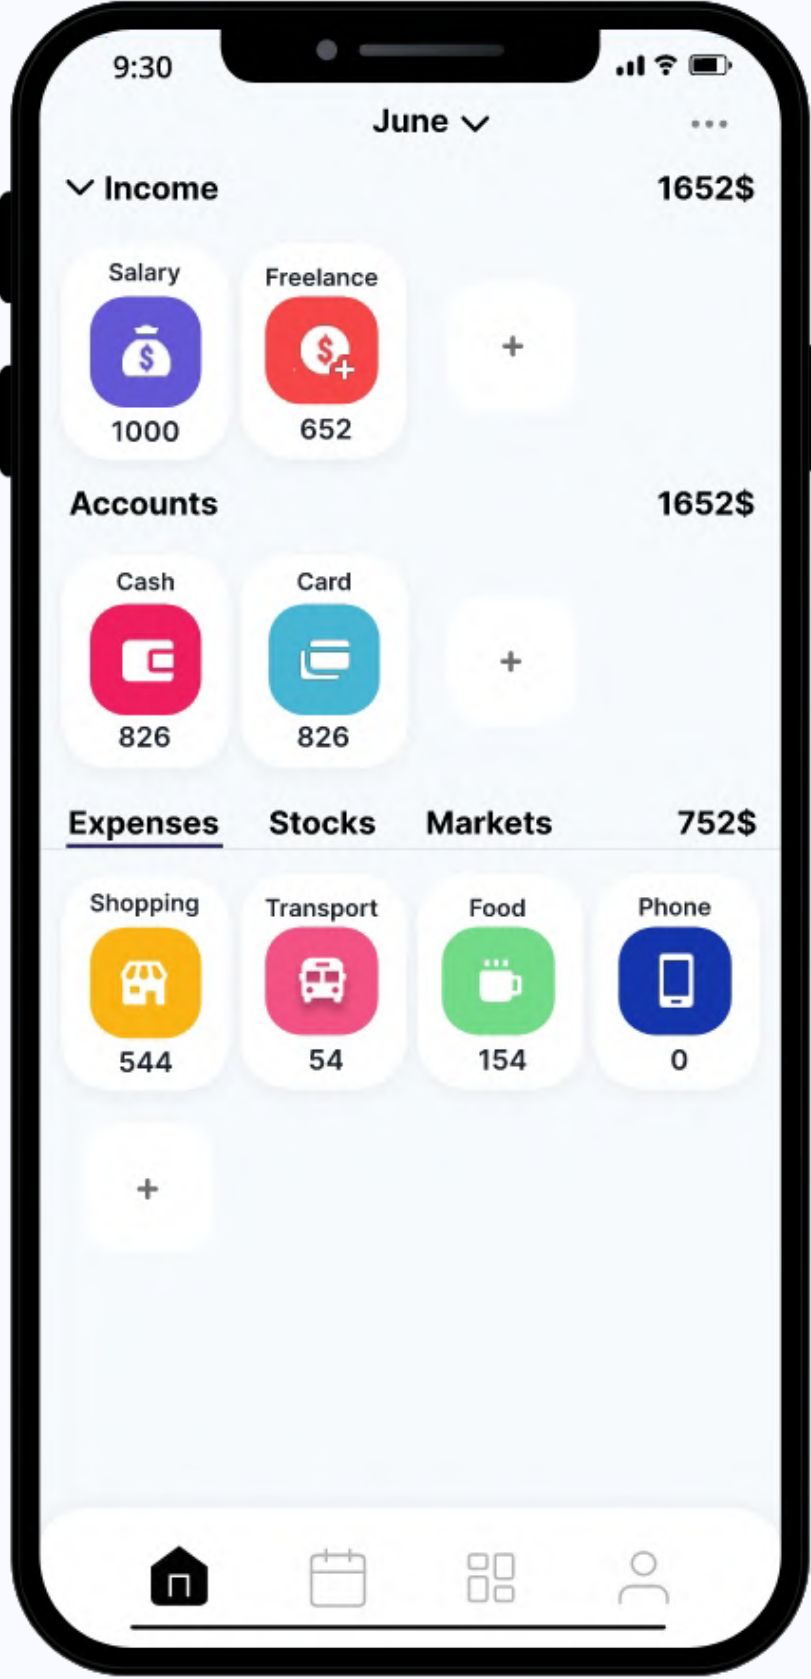 9:30
June
Income 1652$
Salary Freelance
$ $
+
1000 652
Accounts 1652$
Cash Card
+
826 826
Expenses Stocks Markets 752$
Shopping Transport Food Phone
544 54 154 0
+